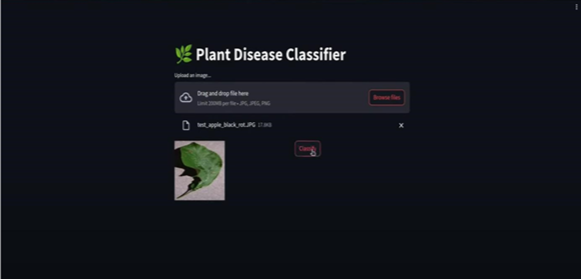 Plant Disease Classifier
Upload an image...
Drag and drop file here
Limit 200MB per file • JPG, JPEG, PNG
Browse files
test_apple_black_rot.JPG 17.9KB
Classify